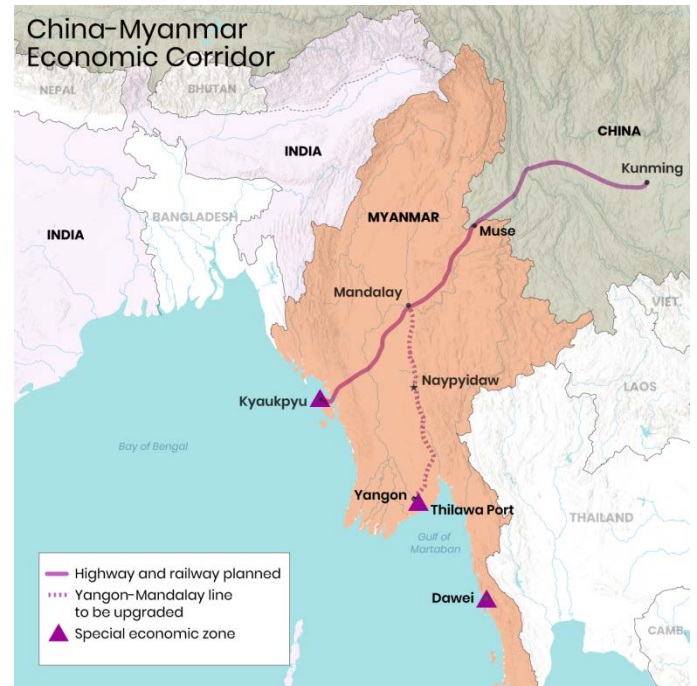 China-Myanmar
Economic Corridor
NEPAL
BHUTAN
CHINA
INDIA
Kunming
BANGLADESH
MYANMAR
INDIA
Muse
Mandalay
VIET.
Naypyidaw
LAOS
Kyaukpyu
Bay of Bengal
Yangon
Thilawa Port
THAILAND
Gulf of
Martaban
Dawei
CAMB.
Highway and railway planned
Yangon-Mandalay line
to be upgraded
Special economic zone